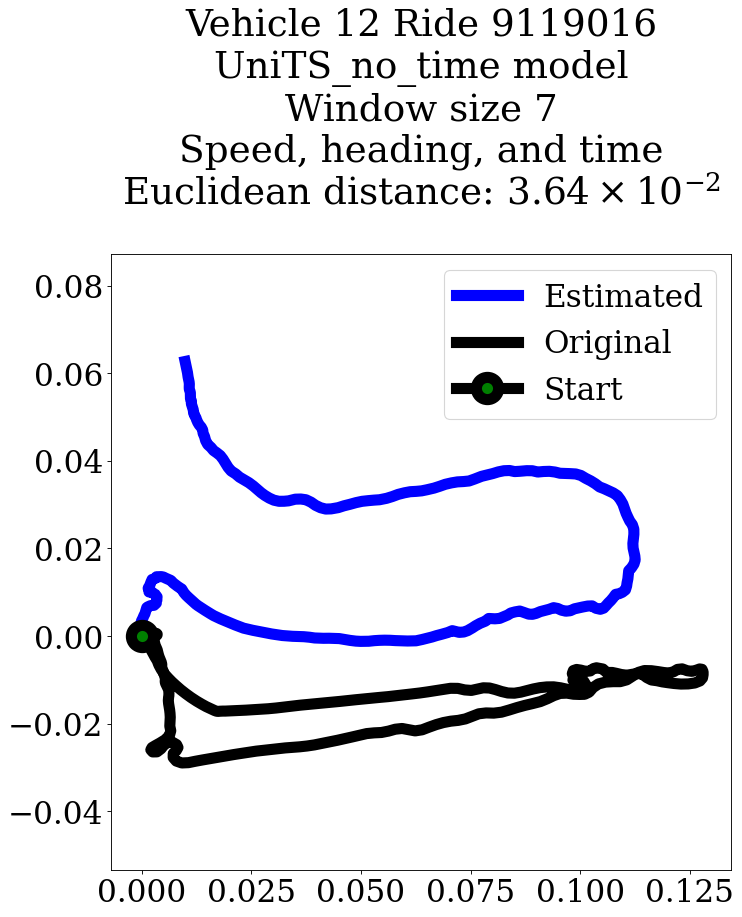 Vehicle 12 Ride 9119016
UniTS_no_time model
Window size 7
Speed, heading, and time
Euclidean distance: 3.64 × 10⁻²
Estimated
Original
Start
0.08
0.06
0.04
0.02
0.00
−0.02
−0.04
0.000 0.025 0.050 0.075 0.100 0.125